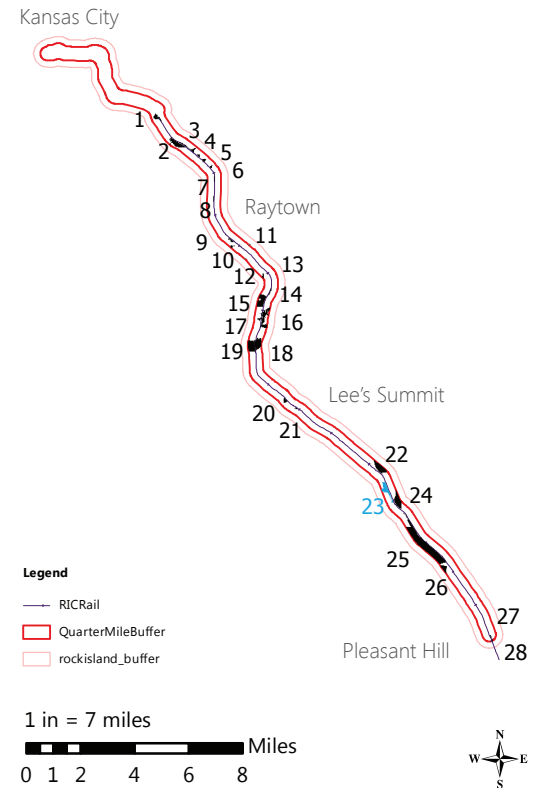 Kansas City
1
2
3
4
5
6
7
8
Raytown
9
10
11
12
13
14
15
16
17
18
19
Lee's Summit
20
21
22
23
24
25
26
27
Pleasant Hill
28
Legend
RICRail
QuarterMileBuffer
rockisland_buffer
1 in = 7 miles
Miles
0 1 2 4 6 8
N
W E
S